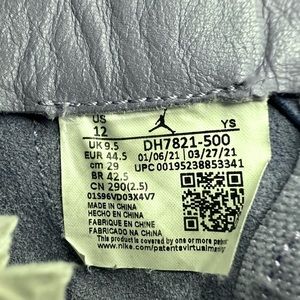 US YS
12
UK 9.5 DH7821-500
EUR 44.5 01/06/21 03/27/21
cm 29 UPC 00195238853341
BR 42.5
CN 290(2.5)
01S96VD03X4V7
MADE IN CHINA
HECHO EN CHINA
FABRIQUÉ EN CHINE
FABRICADO NA CHINA
This product is covered by one or more patents
www.nike.com/patentsvirtualmarking